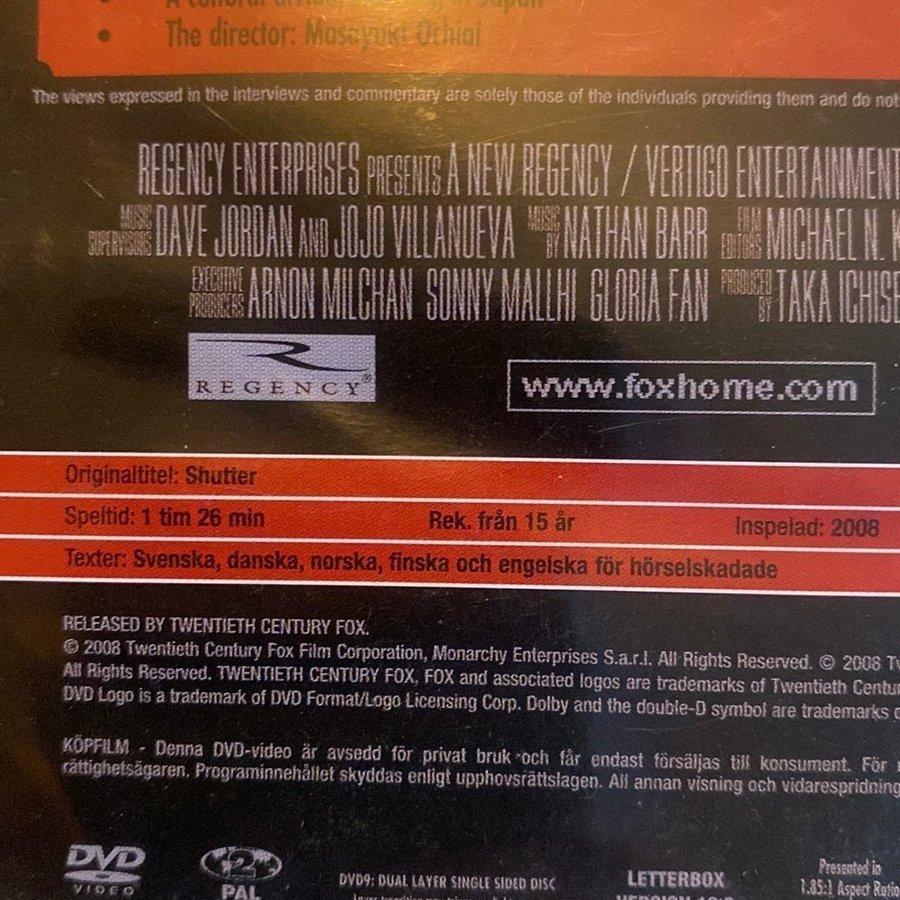 The director: Masayuki Ochiai
The views expressed in the interviews and commentary are solely those of the individuals providing them and do not
REGENCY ENTERPRISES PRESENTS A NEW REGENCY / VERTIGO ENTERTAINMENT
MUSIC SUPERVISORS DAVE JORDAN AND JOJO VILLANUEVA MUSIC BY NATHAN BARR FILM EDITORS MICHAEL N. K
EXECUTIVE PRODUCERS ARNON MILCHAN SONNY MALLHI GLORIA FAN PRODUCED BY TAKA ICHISE
REGENCY®
www.foxhome.com
Originaltitel: Shutter
Speltid: 1 tim 26 min Rek. från 15 år Inspelad: 2008
Texter: Svenska, danska, norska, finska och engelska för hörselskadade
RELEASED BY TWENTIETH CENTURY FOX.
© 2008 Twentieth Century Fox Film Corporation, Monarchy Enterprises S.a.r.l. All Rights Reserved. © 2008 Tw
All Rights Reserved. TWENTIETH CENTURY FOX, FOX and associated logos are trademarks of Twentieth Centur
DVD Logo is a trademark of DVD Format/Logo Licensing Corp. Dolby and the double-D symbol are trademarks o
KÖPFILM - Denna DVD-video är avsedd för privat bruk och får endast försäljas till konsument. För
rättighetsägaren. Programinnehållet skyddas enligt upphovsrättslagen. All annan visning och vidarespridning
DVD VIDEO 2 PAL DVD9: DUAL LAYER SINGLE SIDED DISC LETTERBOX Presented in
1.85:1 Aspect Ratio